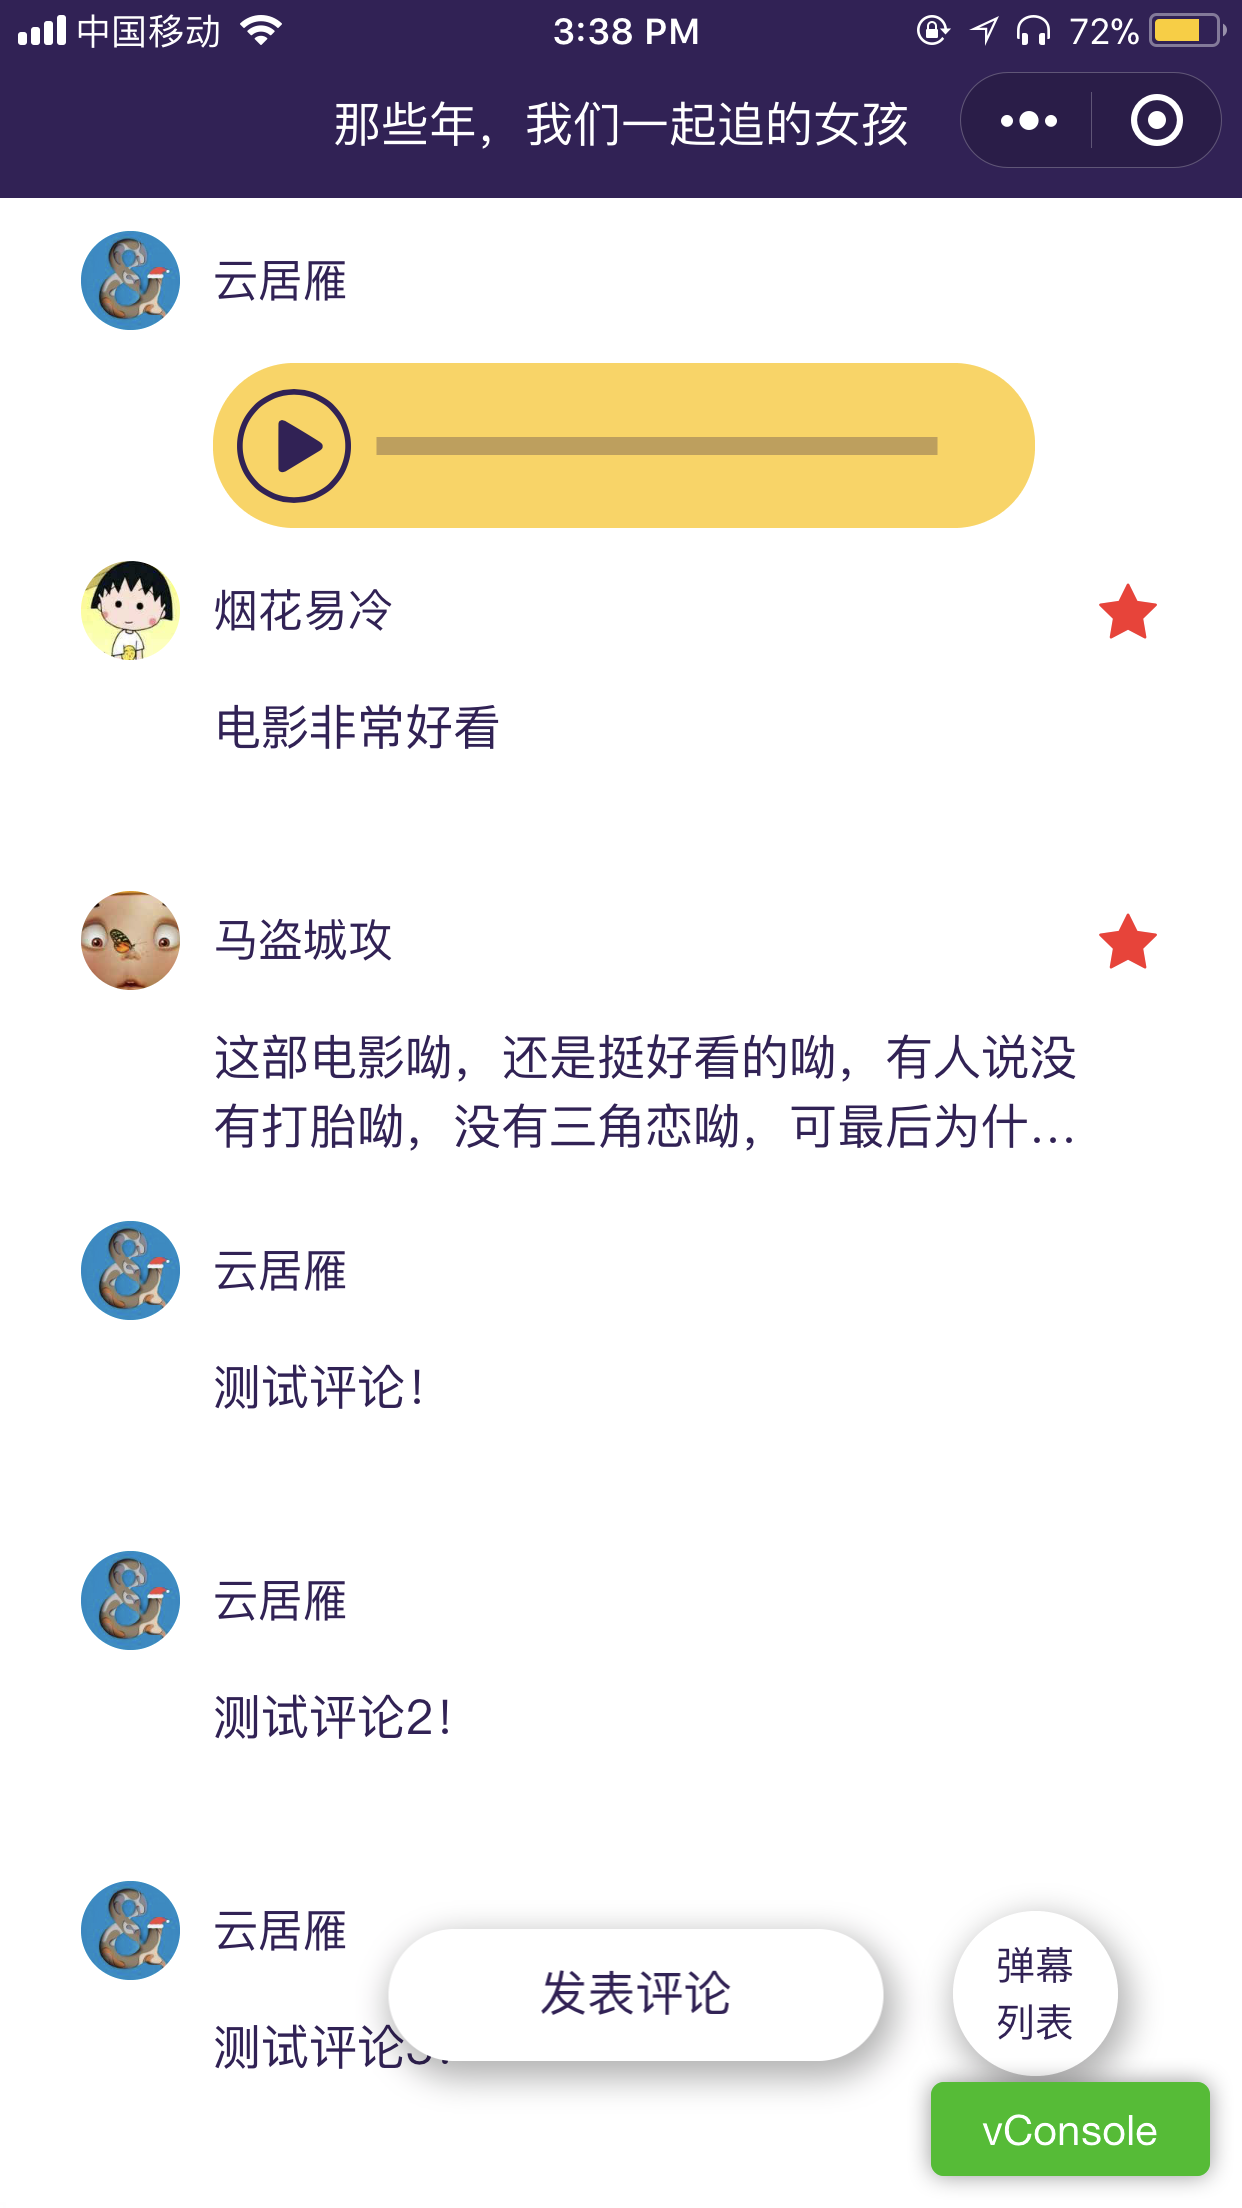 中国移动 3:38 PM 72%
那些年，我们一起追的女孩
云居雁
烟花易冷
电影非常好看
马盗城攻
这部电影呦，还是挺好看的呦，有人说没
有打胎呦，没有三角恋呦，可最后为什...
云居雁
测试评论！
云居雁
测试评论2！
云居雁
发表评论
弹幕
列表
测试评论
vConsole